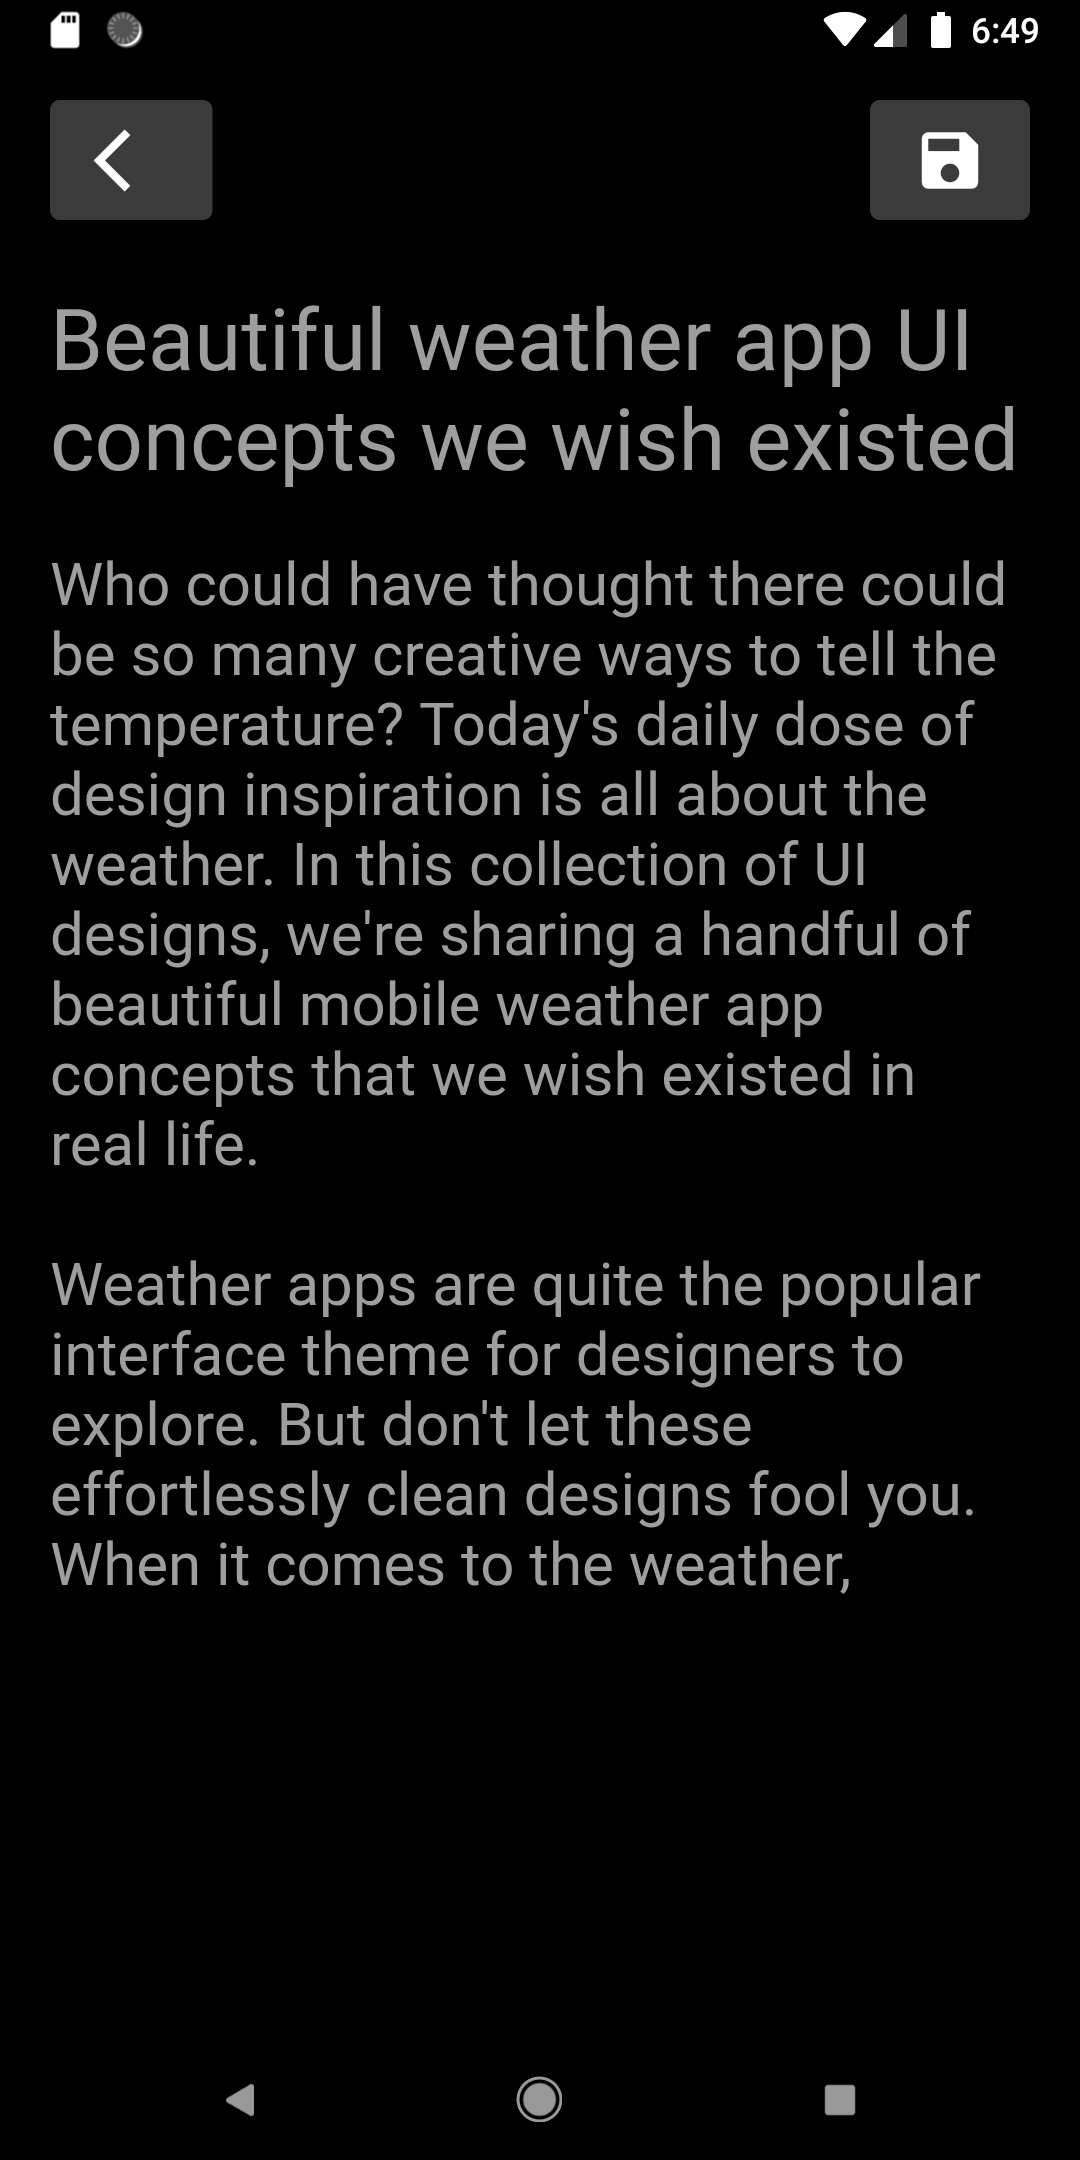 6:49
Beautiful weather app UI
concepts we wish existed
Who could have thought there could
be so many creative ways to tell the
temperature? Today's daily dose of
design inspiration is all about the
weather. In this collection of UI
designs, we're sharing a handful of
beautiful mobile weather app
concepts that we wish existed in
real life.
Weather apps are quite the popular
interface theme for designers to
explore. But don't let these
effortlessly clean designs fool you.
When it comes to the weather,